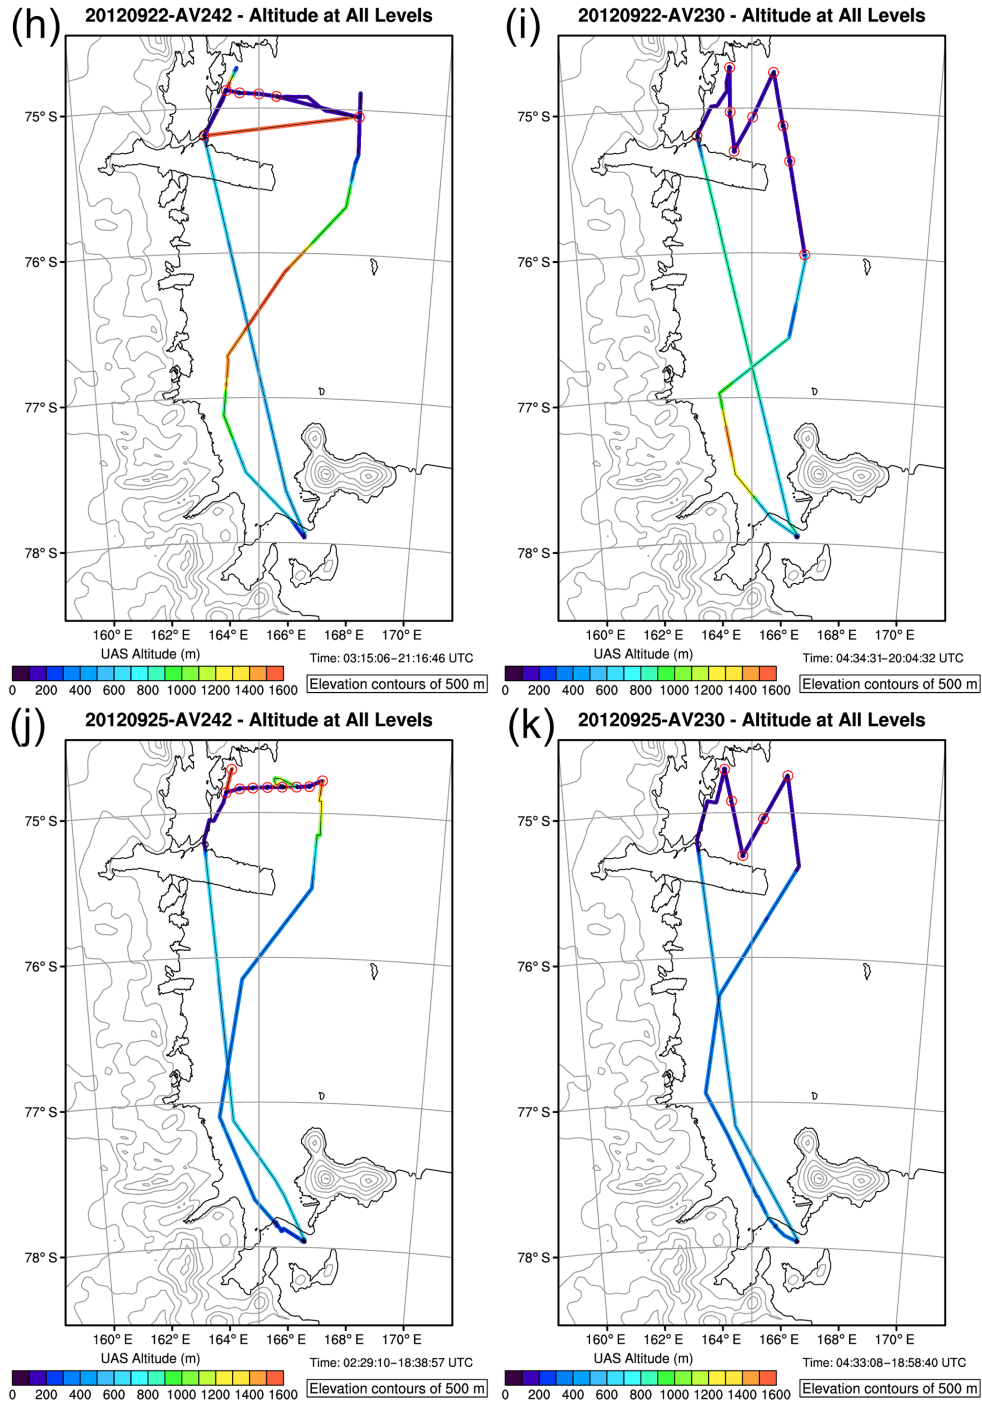 (h) 20120922-AV242 - Altitude at All Levels
75° S
76° S
77° S
78° S
160° E 162° E 164° E 166° E 168° E 170° E
UAS Altitude (m)
Time: 03:15:06-21:16:46 UTC
0 200 400 600 800 1000 1200 1400 1600
Elevation contours of 500 m
(i) 20120922-AV230 - Altitude at All Levels
75° S
76° S
77° S
78° S
160° E 162° E 164° E 166° E 168° E 170° E
UAS Altitude (m)
Time: 04:34:31-20:04:32 UTC
0 200 400 600 800 1000 1200 1400 1600
Elevation contours of 500 m
(j) 20120925-AV242 - Altitude at All Levels
75° S
76° S
77° S
78° S
160° E 162° E 164° E 166° E 168° E 170° E
UAS Altitude (m)
Time: 02:29:10-18:38:57 UTC
0 200 400 600 800 1000 1200 1400 1600
Elevation contours of 500 m
(k) 20120925-AV230 - Altitude at All Levels
75° S
76° S
77° S
78° S
160° E 162° E 164° E 166° E 168° E 170° E
UAS Altitude (m)
Time: 04:33:08-18:58:40 UTC
0 200 400 600 800 1000 1200 1400 1600
Elevation contours of 500 m